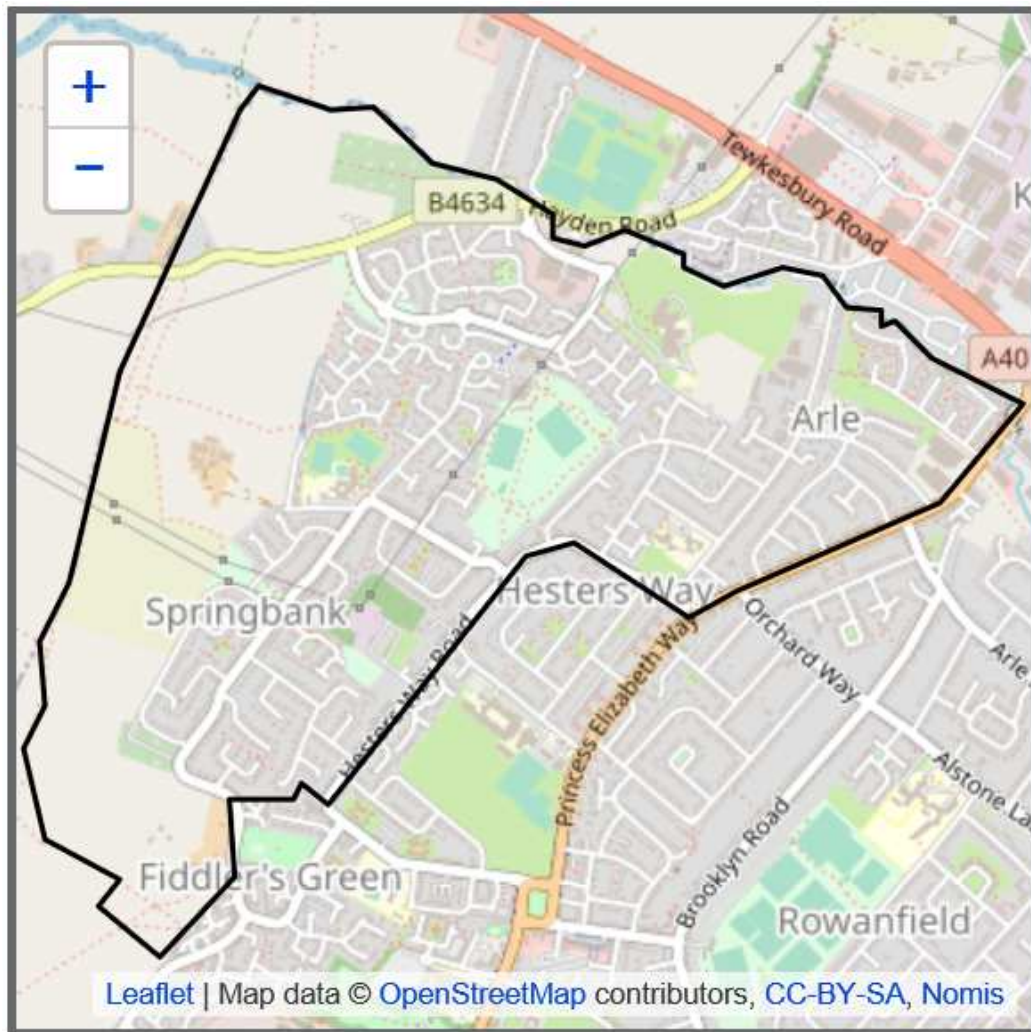 +
−
Tewkesbury Road
K
B4634
Hayden Road
A40
Arle
Springbank
Hesters Way
Hesters Way Road
Princess Elizabeth Way
Orchard Way
Arle
Alstone La
Brooklyn Road
Fiddler's Green
Rowanfield
Leaflet | Map data © OpenStreetMap contributors, CC-BY-SA, Nomis